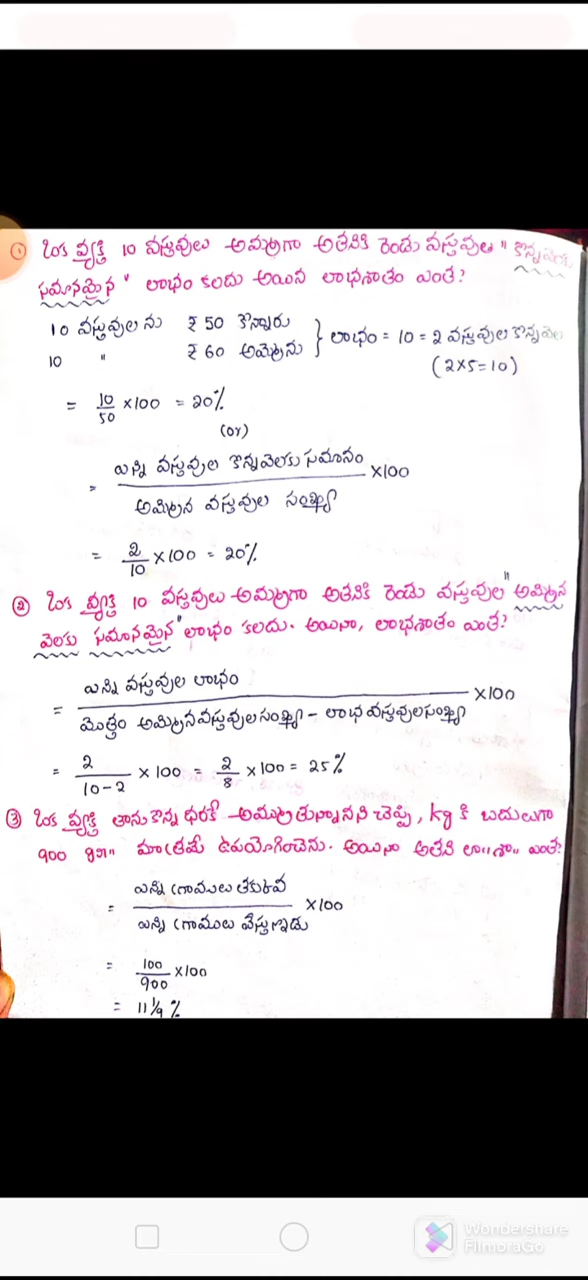 ① ఒక వ్యక్తి 10 వస్తువులు అమ్మగా అతనికి రెండు వస్తువుల "కొన్నవెలకు
సమానమైన" లాభం కలదు అయిన లాభశాతం ఎంత?
10 వస్తువులను ₹50 కొన్నారు
10 " ₹60 అమ్మెను } లాభం = 10 = 2 వస్తువుల కొన్నవెల
(2×5=10)
= 10/50 ×100 = 20%
(or)
= ఎన్ని వస్తువుల కొన్నవెలకు సమానం / అమ్మిన వస్తువుల సంఖ్య ×100
= 2/10 ×100 = 20%
② ఒక వ్యక్తి 10 వస్తువులు అమ్మగా అతనికి రెండు వస్తువుల "అమ్మిన
వెలకు సమానమైన" లాభం కలదు. అయినా, లాభశాతం ఎంత?
= ఎన్ని వస్తువుల లాభం / మొత్తం అమ్మిన వస్తువుల సంఖ్య - లాభ వస్తువుల సంఖ్య ×100
= 2/10-2 × 100 = 2/8 ×100 = 25%
③ ఒక వ్యక్తి తాను కొన్న ధరకే అమ్ముతున్నానని చెప్పి, kg కి బదులుగా
900 గ్రా" మాత్రమే ఉపయోగించెను. అయినా అతని లా"శా" ఎంత?
= ఎన్ని గ్రాములు తక్కువ / ఎన్ని గ్రాములు వేస్తున్నాడు ×100
= 100/900 ×100
= 11 1/9 %
Wondershare
FilmoraGo